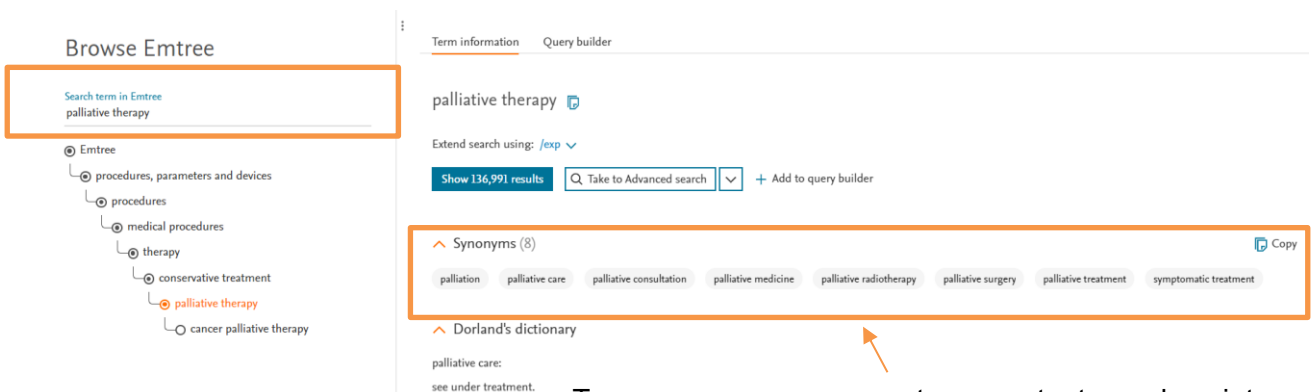 Browse Emtree
Search term in Emtree
palliative therapy
Emtree
procedures, parameters and devices
procedures
medical procedures
therapy
conservative treatment
palliative therapy
cancer palliative therapy
Term information Query builder
palliative therapy
Extend search using: /exp
Show 136,991 results Take to Advanced search + Add to query builder
Synonyms (8) Copy
palliation palliative care palliative consultation palliative medicine palliative radiotherapy palliative surgery palliative treatment symptomatic treatment
Dorland's dictionary
palliative care:
see under treatment.